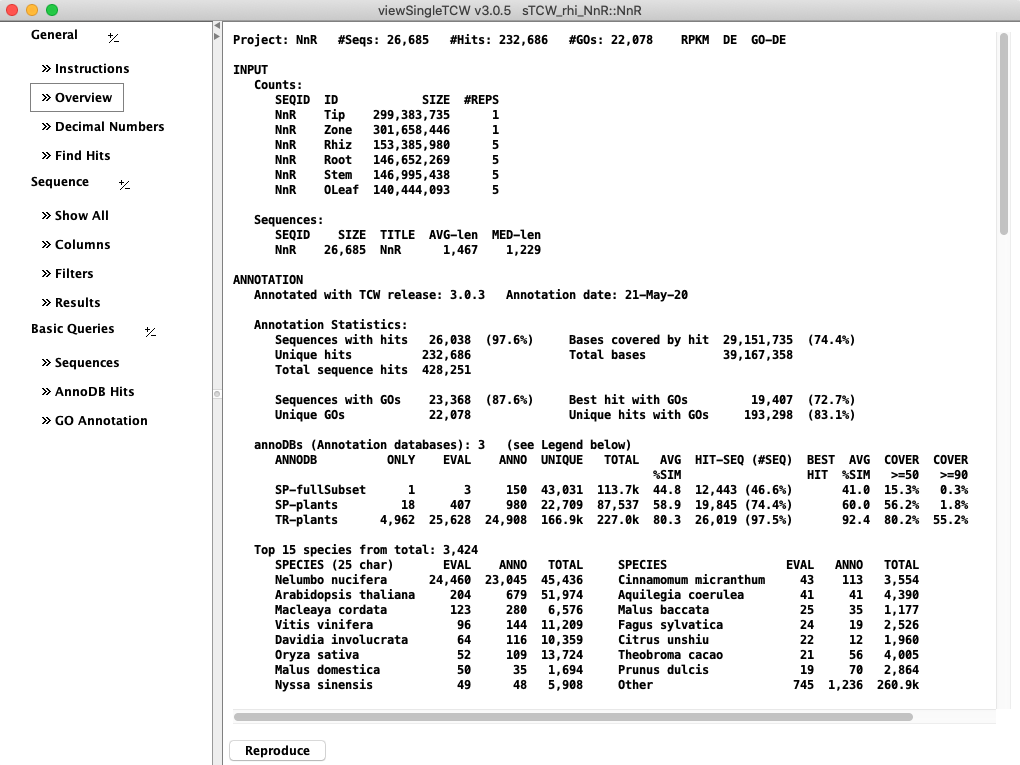 viewSingleTCW v3.0.5   sTCW_rhi_NnR::NnR
General +/-
>> Instructions
>> Overview
>> Decimal Numbers
>> Find Hits
Sequence +/-
>> Show All
>> Columns
>> Filters
>> Results
Basic Queries +/-
>> Sequences
>> AnnoDB Hits
>> GO Annotation
Project: NnR   #Seqs: 26,685   #Hits: 232,686   #GOs: 22,078    RPKM  DE  GO-DE
INPUT
Counts:
SEQID  ID            SIZE  #REPS
NnR    Tip    299,383,735      1
NnR    Zone   301,658,446      1
NnR    Rhiz   153,385,980      5
NnR    Root   146,652,269      5
NnR    Stem   146,995,438      5
NnR    OLeaf  140,444,093      5
Sequences:
SEQID    SIZE  TITLE  AVG-len  MED-len
NnR    26,685  NnR      1,467    1,229
ANNOTATION
Annotated with TCW release: 3.0.3   Annotation date: 21-May-20
Annotation Statistics:
Sequences with hits   26,038  (97.6%)     Bases covered by hit  29,151,735  (74.4%)
Unique hits          232,686              Total bases           39,167,358
Total sequence hits  428,251
Sequences with GOs    23,368  (87.6%)     Best hit with GOs         19,407  (72.7%)
Unique GOs            22,078              Unique hits with GOs     193,298  (83.1%)
annoDBs (Annotation databases): 3   (see Legend below)
ANNODB          ONLY    EVAL    ANNO  UNIQUE   TOTAL   AVG  HIT-SEQ (#SEQ)  BEST  AVG  COVER  COVER
%SIM                  HIT  %SIM   >=50   >=90
SP-fullSubset      1       3     150  43,031  113.7k  44.8  12,443 (46.6%)       41.0  15.3%   0.3%
SP-plants         18     407     980  22,709  87,537  58.9  19,845 (74.4%)       60.0  56.2%   1.8%
TR-plants      4,962  25,628  24,908  166.9k  227.0k  80.3  26,019 (97.5%)       92.4  80.2%  55.2%
Top 15 species from total: 3,424
SPECIES (25 char)       EVAL    ANNO   TOTAL     SPECIES                 EVAL   ANNO   TOTAL
Nelumbo nucifera      24,460  23,045  45,436     Cinnamomum micranthum     43    113   3,554
Arabidopsis thaliana     204     679  51,974     Aquilegia coerulea        41     41   4,390
Macleaya cordata         123     280   6,576     Malus baccata             25     35   1,177
Vitis vinifera            96     144  11,209     Fagus sylvatica           24     19   2,526
Davidia involucrata       64     116  10,359     Citrus unshiu             22     12   1,960
Oryza sativa              52     109  13,724     Theobroma cacao           21     56   4,005
Malus domestica           50      35   1,694     Prunus dulcis             19     70   2,864
Nyssa sinensis            49      48   5,908     Other                    745  1,236  260.9k
Reproduce